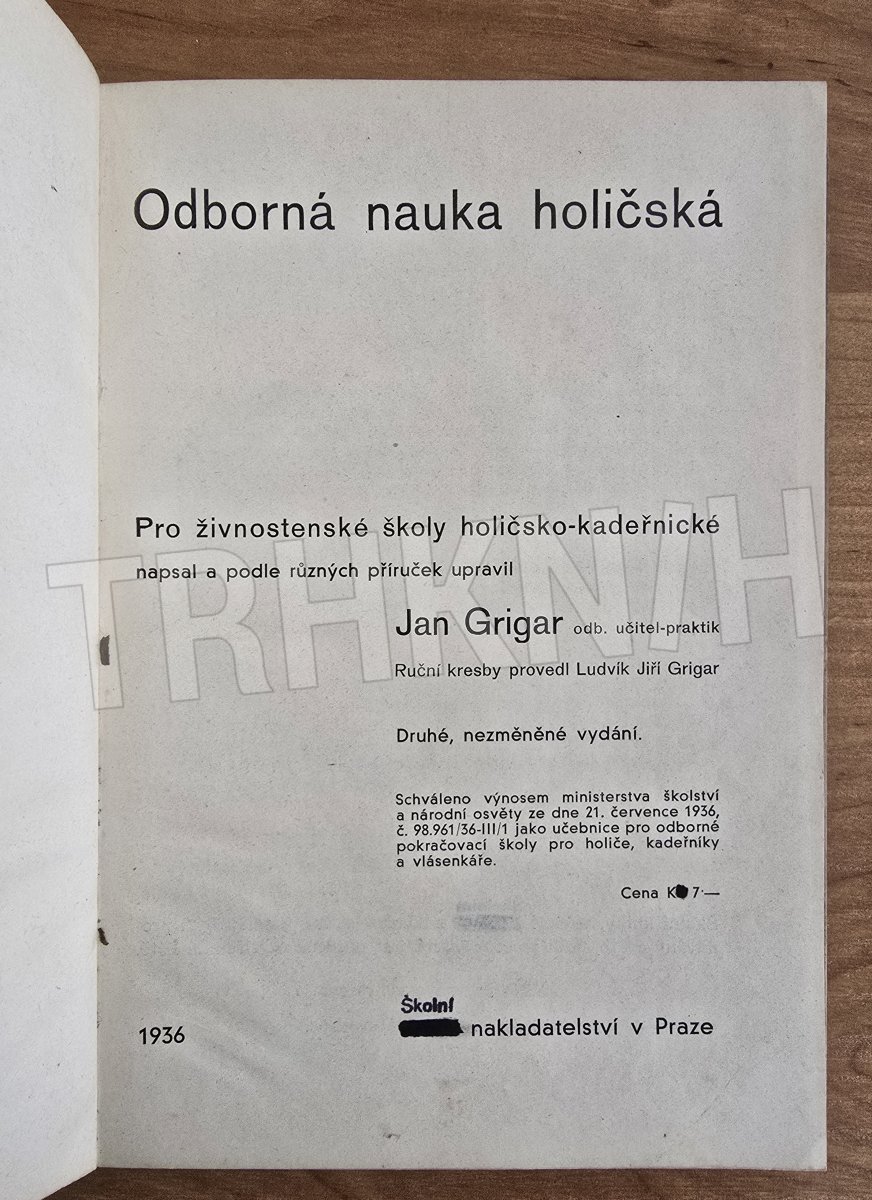 Odborná nauka holičská
Pro živnostenské školy holičsko-kadeřnické
napsal a podle různých příruček upravil
Jan Grigar odb. učitel-praktik
Ruční kresby provedl Ludvík Jiří Grigar
Druhé, nezměněné vydání.
Schváleno výnosem ministerstva školství
a národní osvěty ze dne 21. července 1936,
č. 98.961/36-III/1 jako učebnice pro odborné
pokračovací školy pro holiče, kadeřníky
a vlásenkáře.
Cena K 7·—
Školní
1936 nakladatelství v Praze
TRHKNIH